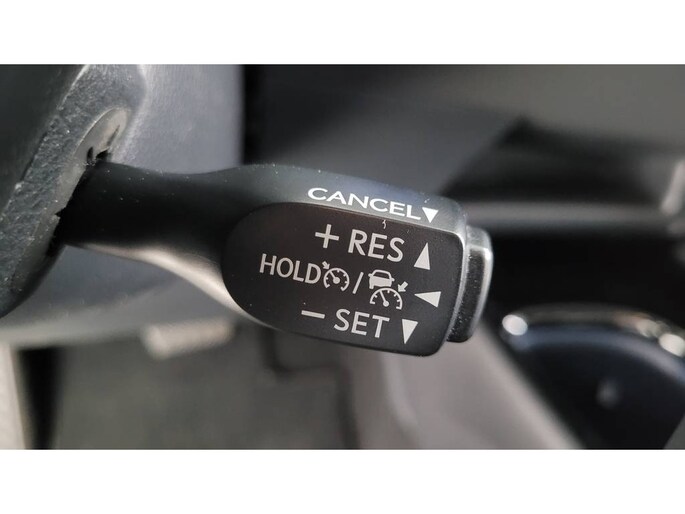 CANCEL▼
+ RES ▲
HOLD / ◀
− SET ▼